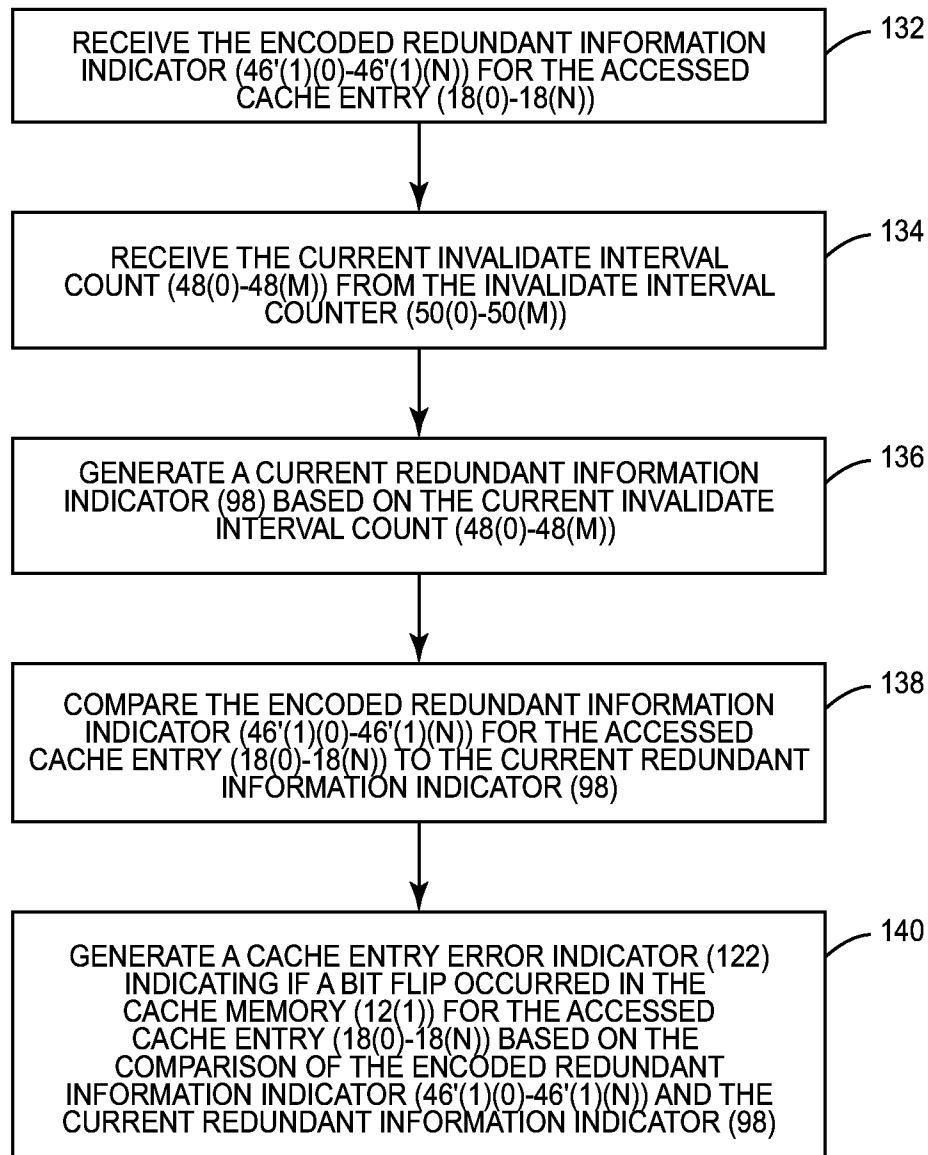 RECEIVE THE ENCODED REDUNDANT INFORMATION
INDICATOR (46'(1)(0)-46'(1)(N)) FOR THE ACCESSED
CACHE ENTRY (18(0)-18(N))
132
RECEIVE THE CURRENT INVALIDATE INTERVAL
COUNT (48(0)-48(M)) FROM THE INVALIDATE INTERVAL
COUNTER (50(0)-50(M))
134
GENERATE A CURRENT REDUNDANT INFORMATION
INDICATOR (98) BASED ON THE CURRENT INVALIDATE
INTERVAL COUNT (48(0)-48(M))
136
COMPARE THE ENCODED REDUNDANT INFORMATION
INDICATOR (46'(1)(0)-46'(1)(N)) FOR THE ACCESSED
CACHE ENTRY (18(0)-18(N)) TO THE CURRENT REDUNDANT
INFORMATION INDICATOR (98)
138
GENERATE A CACHE ENTRY ERROR INDICATOR (122)
INDICATING IF A BIT FLIP OCCURRED IN THE
CACHE MEMORY (12(1)) FOR THE ACCESSED
CACHE ENTRY (18(0)-18(N)) BASED ON THE
COMPARISON OF THE ENCODED REDUNDANT
INFORMATION INDICATOR (46'(1)(0)-46'(1)(N)) AND THE
CURRENT REDUNDANT INFORMATION INDICATOR (98)
140